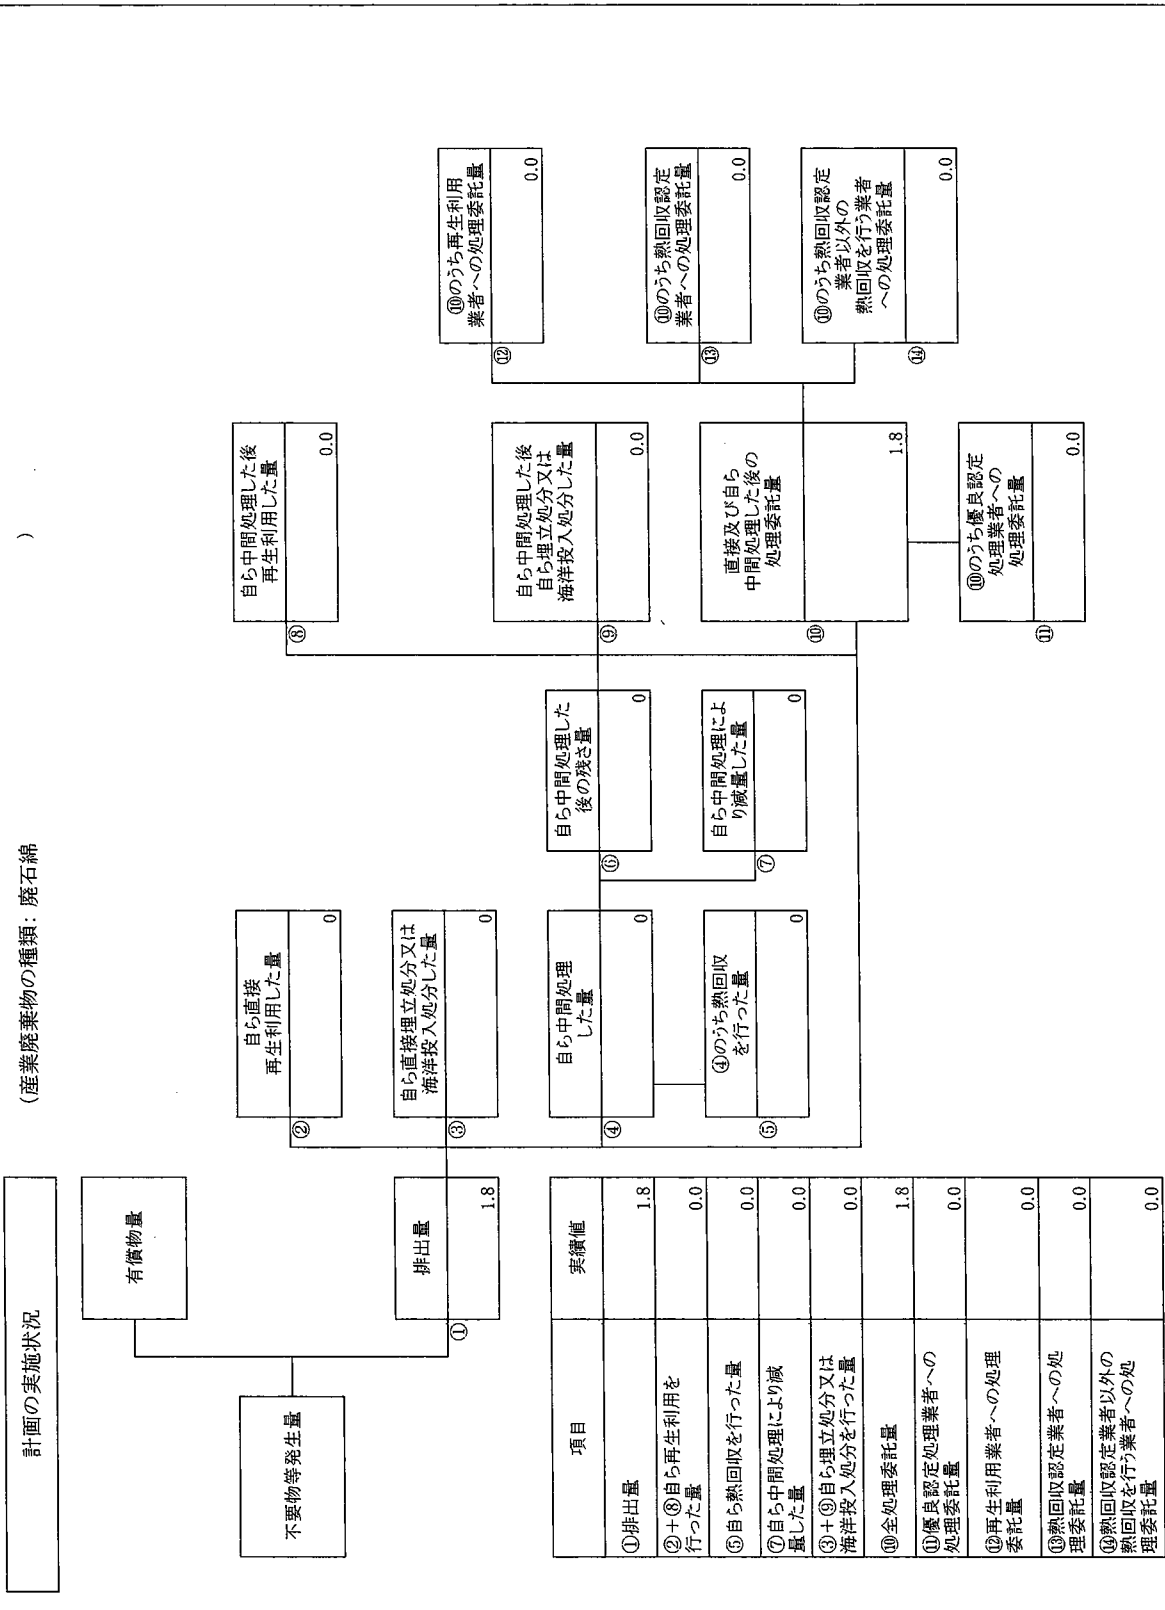 計画の実施状況
(産業廃棄物の種類: 廃石綿
)
不要物等発生量
有償物量
①
排出量
1.8
②
自ら直接
再生利用した量
0
③
自ら直接埋立処分又は
海洋投入処分した量
0
④
自ら中間処理
した量
0
⑤
④のうち熱回収
を行った量
0
⑥
自ら中間処理した
後の残さ量
0
⑦
自ら中間処理によ
り減量した量
0
⑧
自ら中間処理した後
再生利用した量
0.0
⑨
自ら中間処理した後
自ら埋立処分又は
海洋投入処分した量
0.0
⑩
直接及び自ら
中間処理した後の
処理委託量
1.8
⑪
⑩のうち優良認定
処理業者への
処理委託量
0.0
⑫
⑩のうち再生利用
業者への処理委託量
0.0
⑬
⑩のうち熱回収認定
業者への処理委託量
0.0
⑭
⑩のうち熱回収認定
業者以外の
熱回収を行う業者
への処理委託量
0.0
項目 実績値
①排出量 1.8
②+⑧自ら再生利用を
行った量 0.0
⑤自ら熱回収を行った量 0.0
⑦自ら中間処理により減
量した量 0.0
③+⑨自ら埋立処分又は
海洋投入処分を行った量 0.0
⑩全処理委託量 1.8
⑪優良認定処理業者への
処理委託量 0.0
⑫再生利用業者への処理
委託量 0.0
⑬熱回収認定業者への処
理委託量 0.0
⑭熱回収認定業者以外の
熱回収を行う業者への処
理委託量 0.0